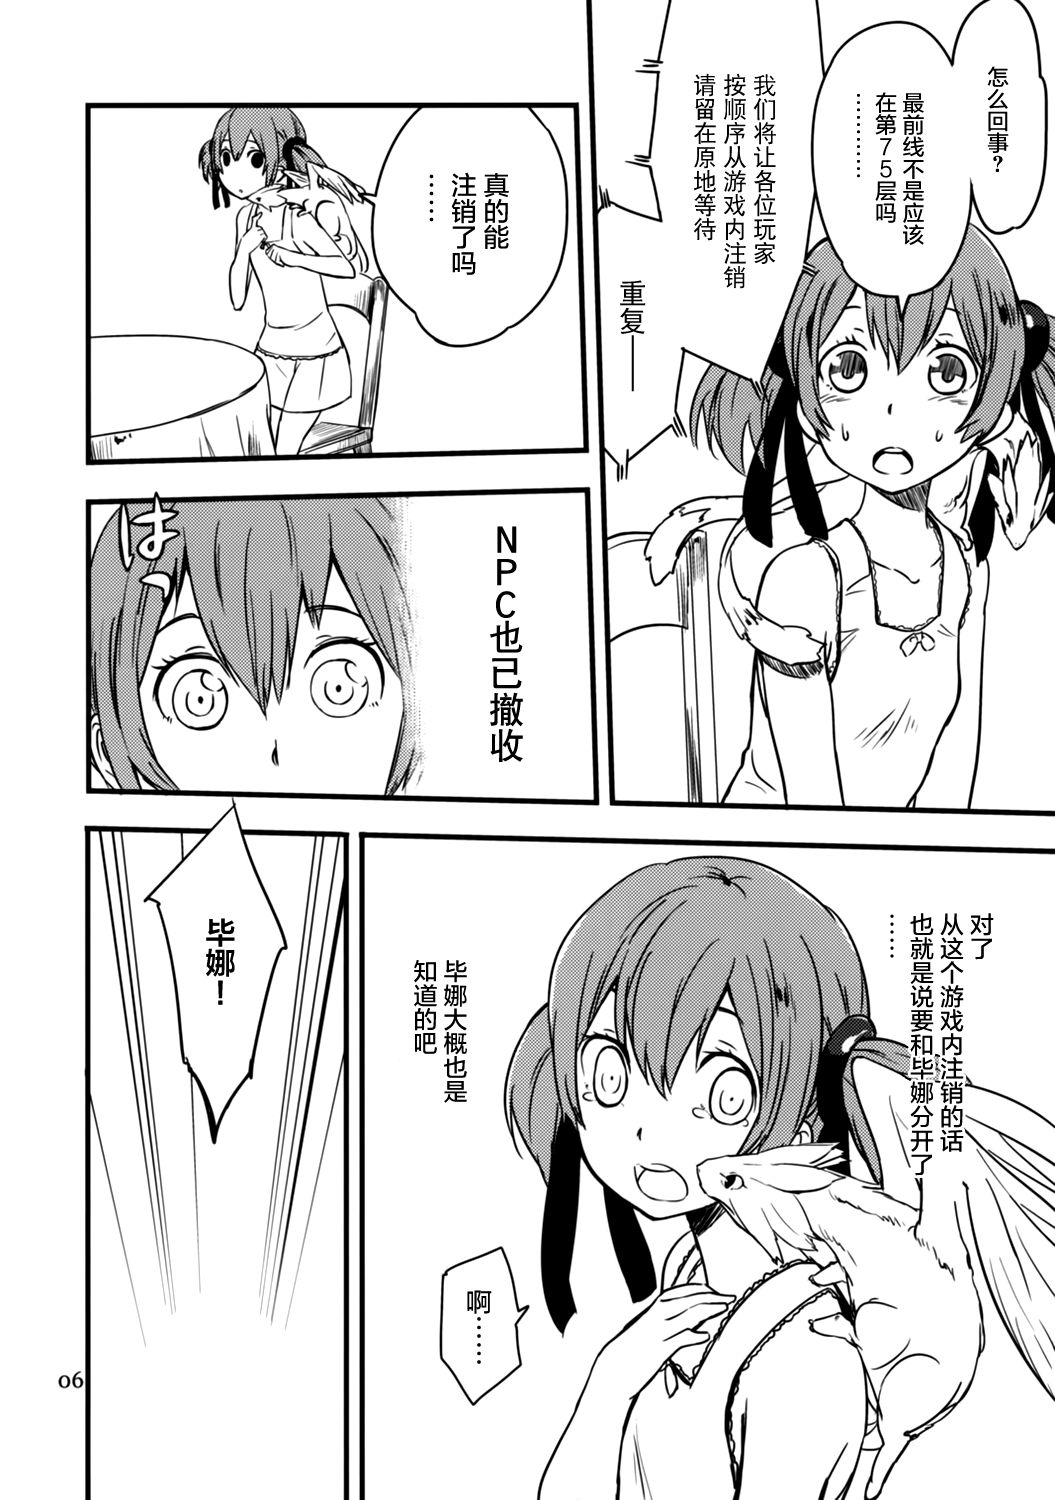 怎么回事?
最前线不是应该
在第75层吗
…………
我们将让各位玩家
按顺序从游戏内注销
请留在原地等待
重复——
真的能
注销了吗
……
NPC也已撤收
はっ
对了
从这个游戏内注销的话
也就是说要和毕娜分开了
……
毕娜大概也是
知道的吧
啊……
毕娜!
06